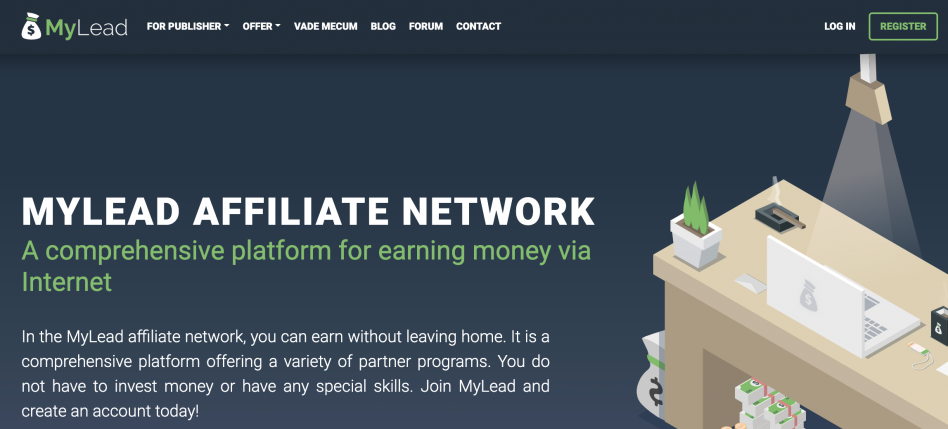 MyLead FOR PUBLISHER OFFER VADE MECUM BLOG FORUM CONTACT LOG IN REGISTER
MYLEAD AFFILIATE NETWORK
A comprehensive platform for earning money via
Internet
In the MyLead affiliate network, you can earn without leaving home. It is a
comprehensive platform offering a variety of partner programs. You do
not have to invest money or have any special skills. Join MyLead and
create an account today!